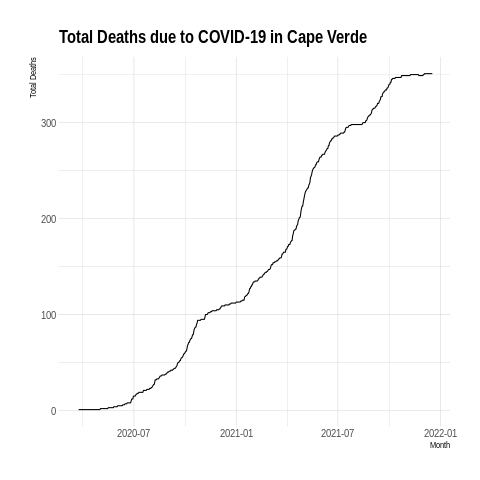 Total Deaths due to COVID-19 in Cape Verde
Total Deaths
300
200
100
0
2020-07 2021-01 2021-07 2022-01
Month